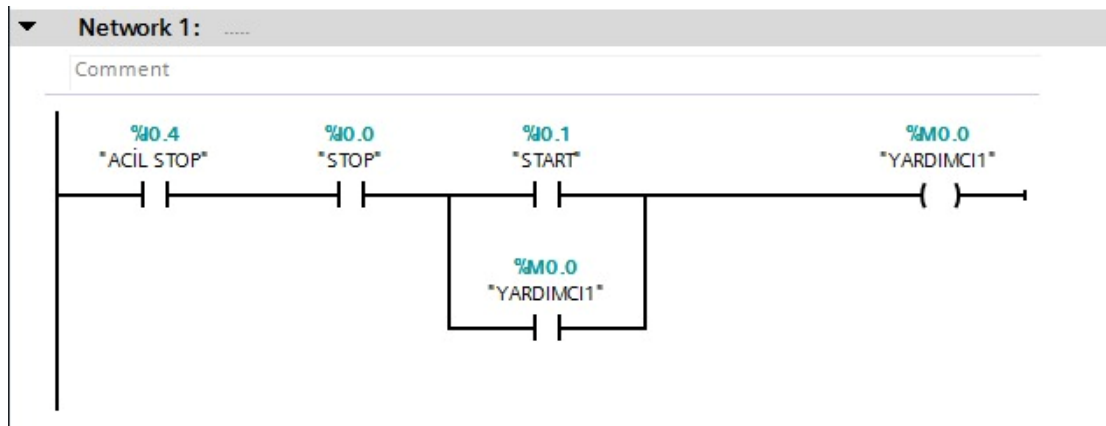 Network 1: .....
Comment
%I0.4
"ACİL STOP"
%I0.0
"STOP"
%I0.1
"START"
%M0.0
"YARDIMCI1"
%M0.0
"YARDIMCI1"